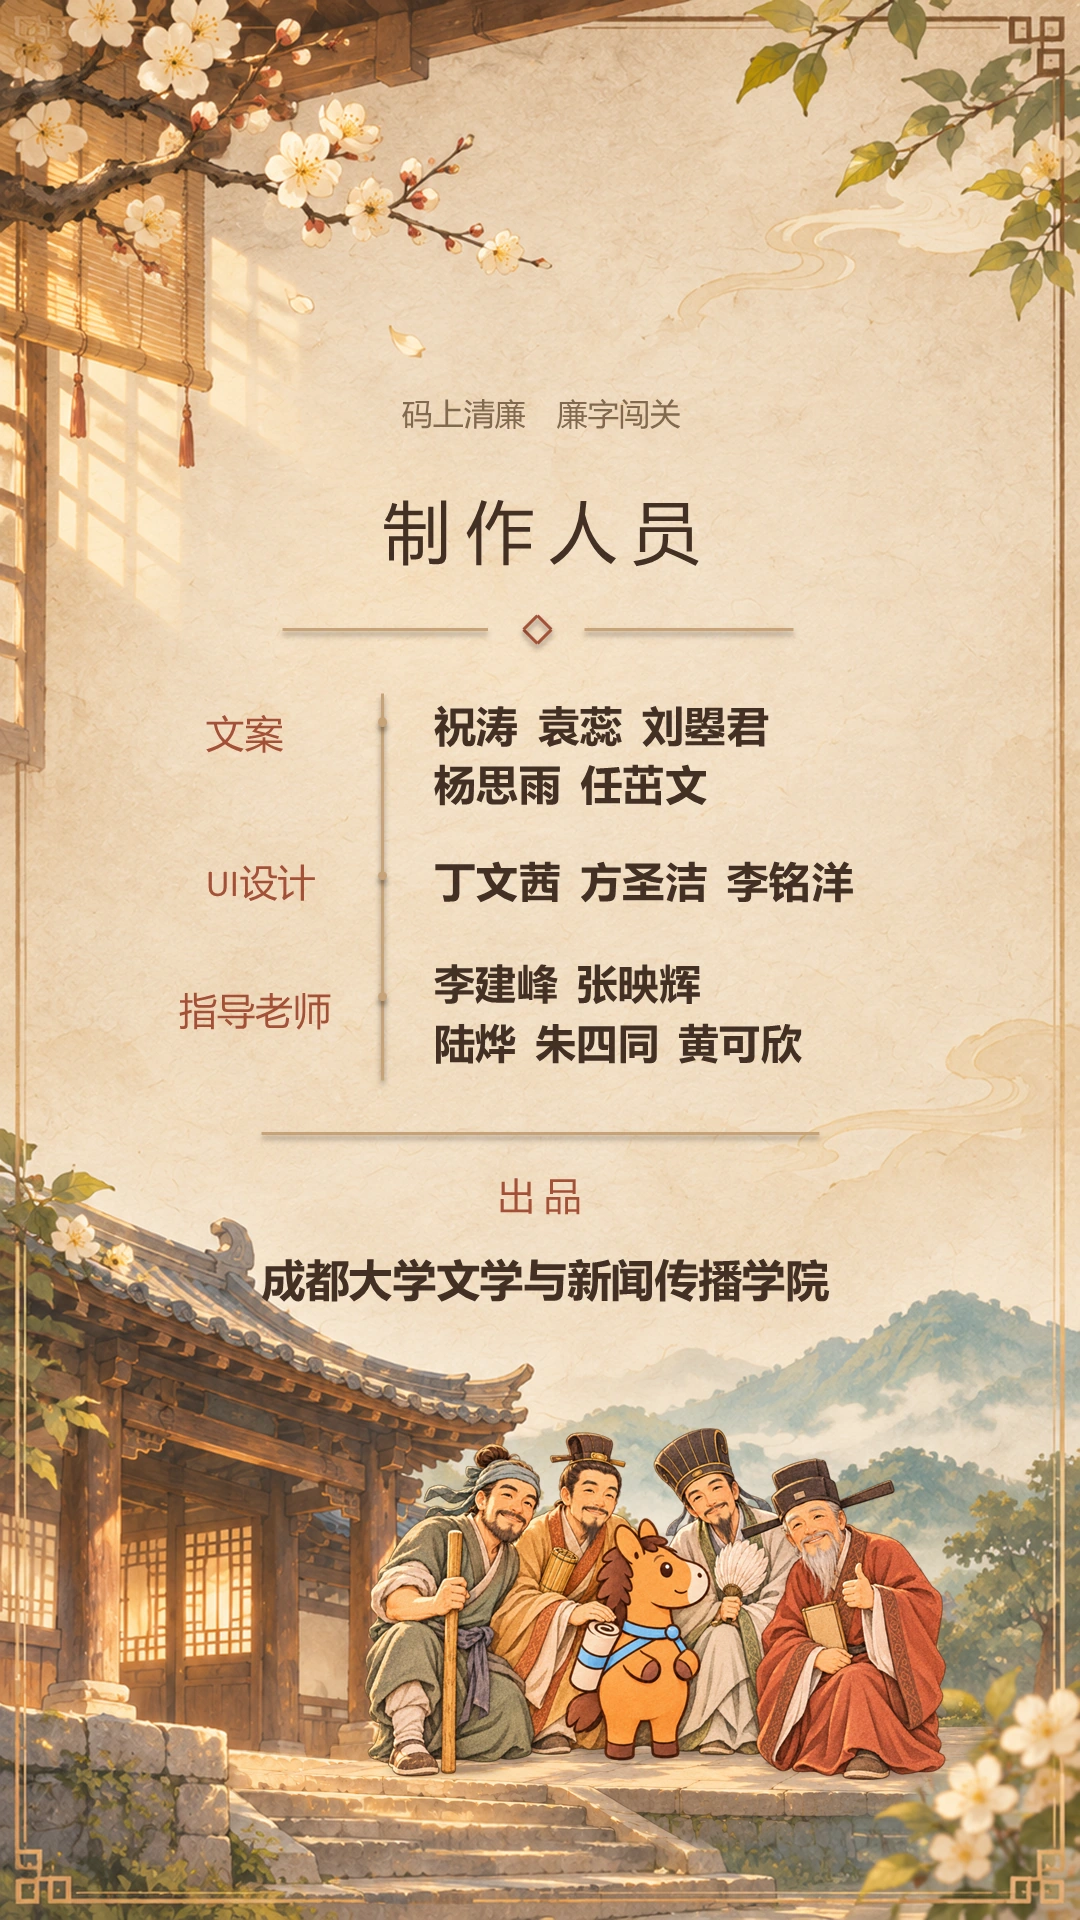 码上清廉 廉字闯关
制作人员
文案
祝涛 袁蕊 刘曌君
杨思雨 任茁文
UI设计
丁文茜 方圣洁 李铭洋
指导老师
李建峰 张映辉
陆烨 朱四同 黄可欣
出品
成都大学文学与新闻传播学院